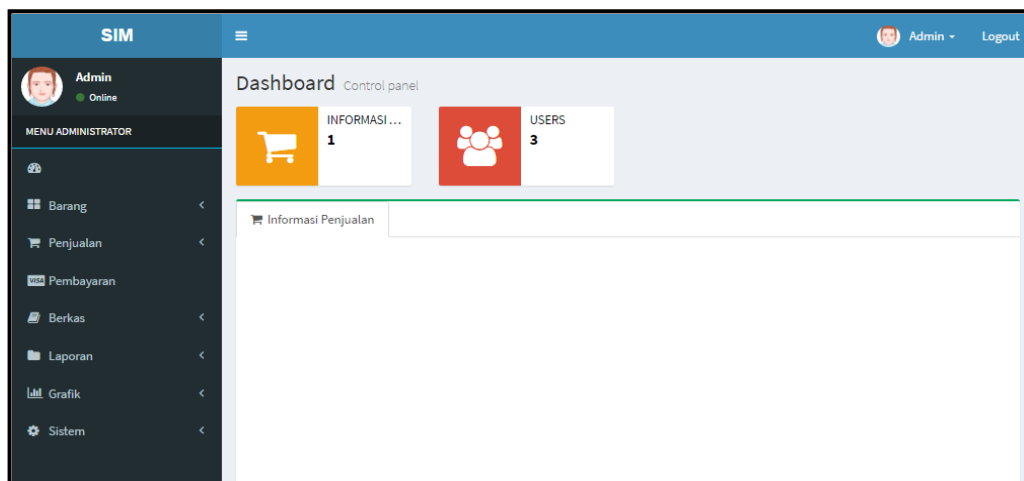 SIM
Admin
Logout
Admin
Online
MENU ADMINISTRATOR
Barang
Penjualan
VISA Pembayaran
Berkas
Laporan
Grafik
Sistem
Dashboard Control panel
INFORMASI ...
1
USERS
3
Informasi Penjualan